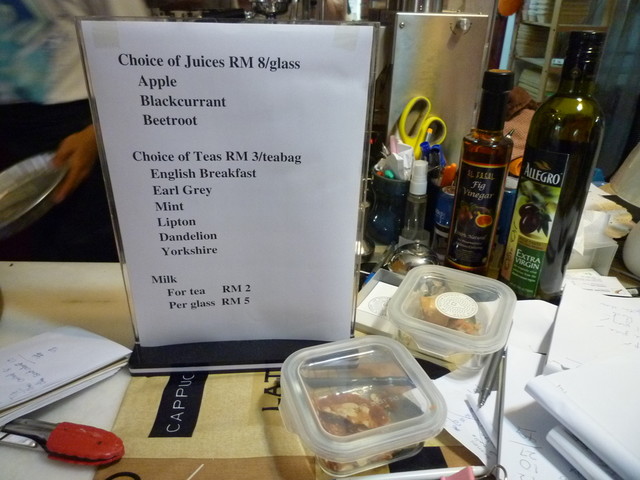 Choice of Juices RM 8/glass
Apple
Blackcurrant
Beetroot
Choice of Teas RM 3/teabag
English Breakfast
Earl Grey
Mint
Lipton
Dandelion
Yorkshire
Milk
For tea RM 2
Per glass RM 5
Fig
Vinegar
ALLEGRO
EXTRA
VIRGIN
CAPPUC